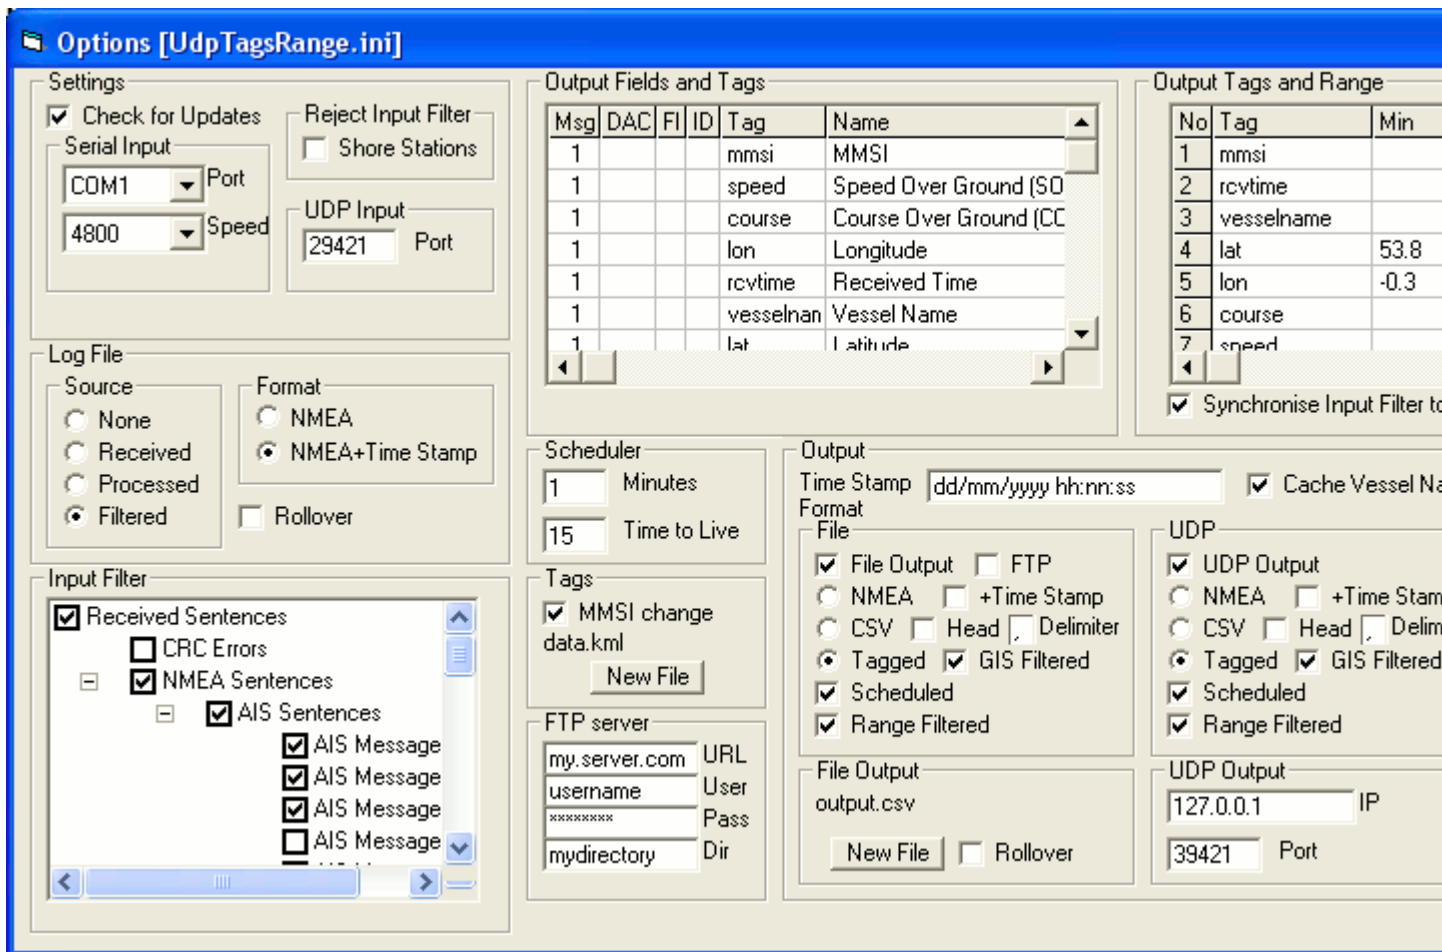 Options [UdpTagsRange.ini]
Settings
Check for Updates
Serial Input
COM1 Port
4800 Speed
Reject Input Filter
Shore Stations
UDP Input
29421 Port
Output Fields and Tags
Msg DAC FI ID Tag Name
1 mmsi MMSI
1 speed Speed Over Ground (SO
1 course Course Over Ground (CC
1 lon Longitude
1 rcvtime Received Time
1 vesselnan Vessel Name
1 lat Latitude
Output Tags and Range
No Tag Min
1 mmsi
2 rcvtime
3 vesselname
4 lat 53.8
5 lon -0.3
6 course
7 speed
Synchronise Input Filter to
Log File
Source
None
Received
Processed
Filtered
Format
NMEA
NMEA+Time Stamp
Rollover
Input Filter
Received Sentences
CRC Errors
NMEA Sentences
AIS Sentences
AIS Message
AIS Message
AIS Message
AIS Message
Scheduler
1 Minutes
15 Time to Live
Tags
MMSI change
data.kml
New File
FTP server
my.server.com URL
username User
×××××××× Pass
mydirectory Dir
Output
Time Stamp Format dd/mm/yyyy hh:nn:ss
Cache Vessel Na
File
File Output FTP
NMEA +Time Stamp
CSV Head , Delimiter
Tagged GIS Filtered
Scheduled
Range Filtered
File Output
output.csv
New File Rollover
UDP
UDP Output
NMEA +Time Stam
CSV Head , Delim
Tagged GIS Filtered
Scheduled
Range Filtered
UDP Output
127.0.0.1 IP
39421 Port